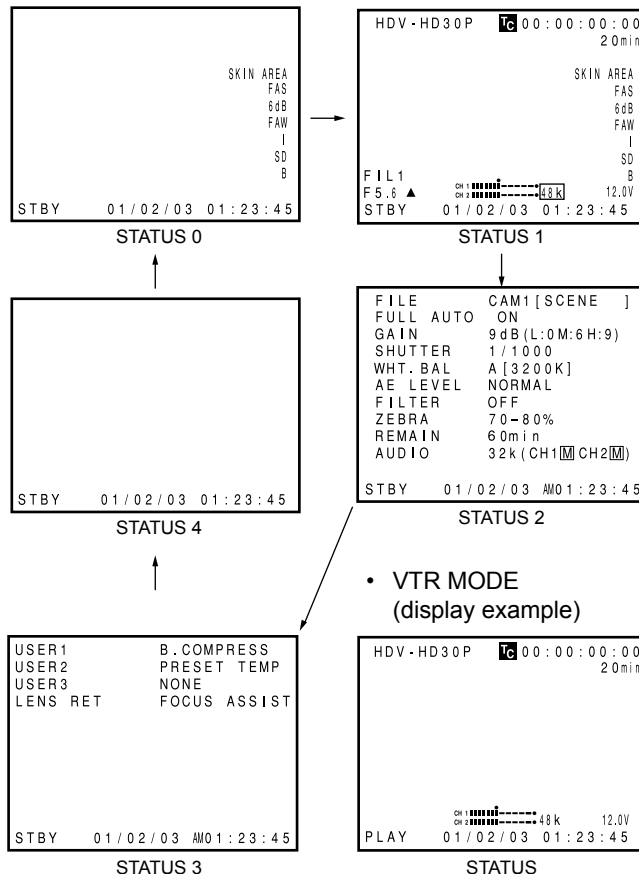 SKIN AREA
FAS
6dB
FAW
I
SD
B
STBY 01/02/03 01:23:45
STATUS 0
HDV-HD30P TC 00:00:00:00
20min
SKIN AREA
FAS
6dB
FAW
I
SD
FIL1 B
F5.6 ▲ CH 1 CH 2 48k 12.0V
STBY 01/02/03 01:23:45
STATUS 1
FILE CAM1[SCENE ]
FULL AUTO ON
GAIN 9dB(L:0M:6H:9)
SHUTTER 1/1000
WHT.BAL A[3200K]
AE LEVEL NORMAL
FILTER OFF
ZEBRA 70-80%
REMAIN 60min
AUDIO 32k(CH1M CH2M)
STBY 01/02/03 AM01:23:45
STATUS 2
STBY 01/02/03 01:23:45
STATUS 4
USER1 B.COMPRESS
USER2 PRESET TEMP
USER3 NONE
LENS RET FOCUS ASSIST
STBY 01/02/03 AM01:23:45
STATUS 3
• VTR MODE
(display example)
HDV-HD30P TC 00:00:00:00
20min
CH 1
CH 2 48k 12.0V
PLAY 01/02/03 01:23:45
STATUS